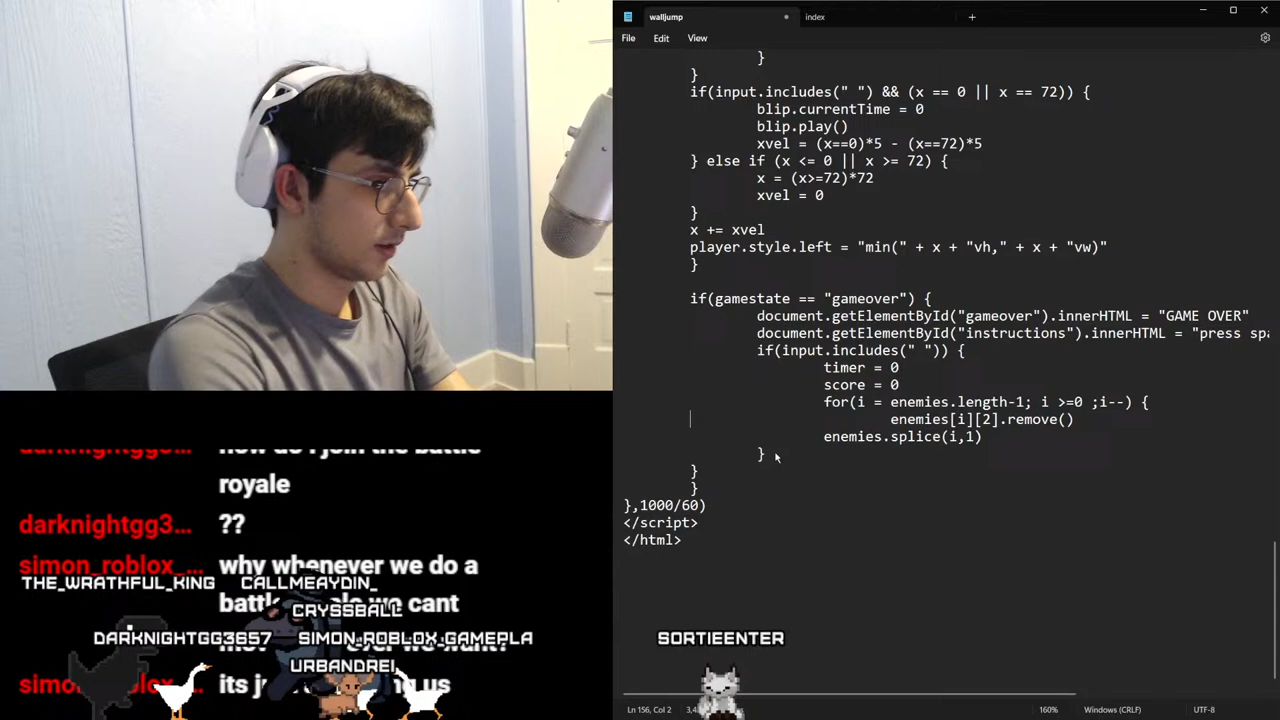 walljump
index
File Edit View
}
}
if(input.includes(" ") && (x == 0 || x == 72)) {
blip.currentTime = 0
blip.play()
xvel = (x==0)*5 - (x==72)*5
} else if (x <= 0 || x >= 72) {
x = (x>=72)*72
xvel = 0
}
x += xvel
player.style.left = "min(" + x + "vh," + x + "vw)"
}
if(gamestate == "gameover") {
document.getElementById("gameover").innerHTML = "GAME OVER"
document.getElementById("instructions").innerHTML = "press spa
if(input.includes(" ")) {
timer = 0
score = 0
for(i = enemies.length-1; i >=0 ;i--) {
enemies[i][2].remove()
enemies.splice(i,1)
}
}
}
},1000/60)
</script>
</html>
Ln 156, Col 2
160%
Windows (CRLF)
UTF-8
royale
darknightgg3... ??
simon_roblox_... why whenever we do a
THE_WRATHFUL_KING CALLMEAYDIN_
CRYSSBALL
DARKNIGHTGG3657 SIMON_ROBLOX_GAMEPLA
URBANDREI
SORTIEENTER